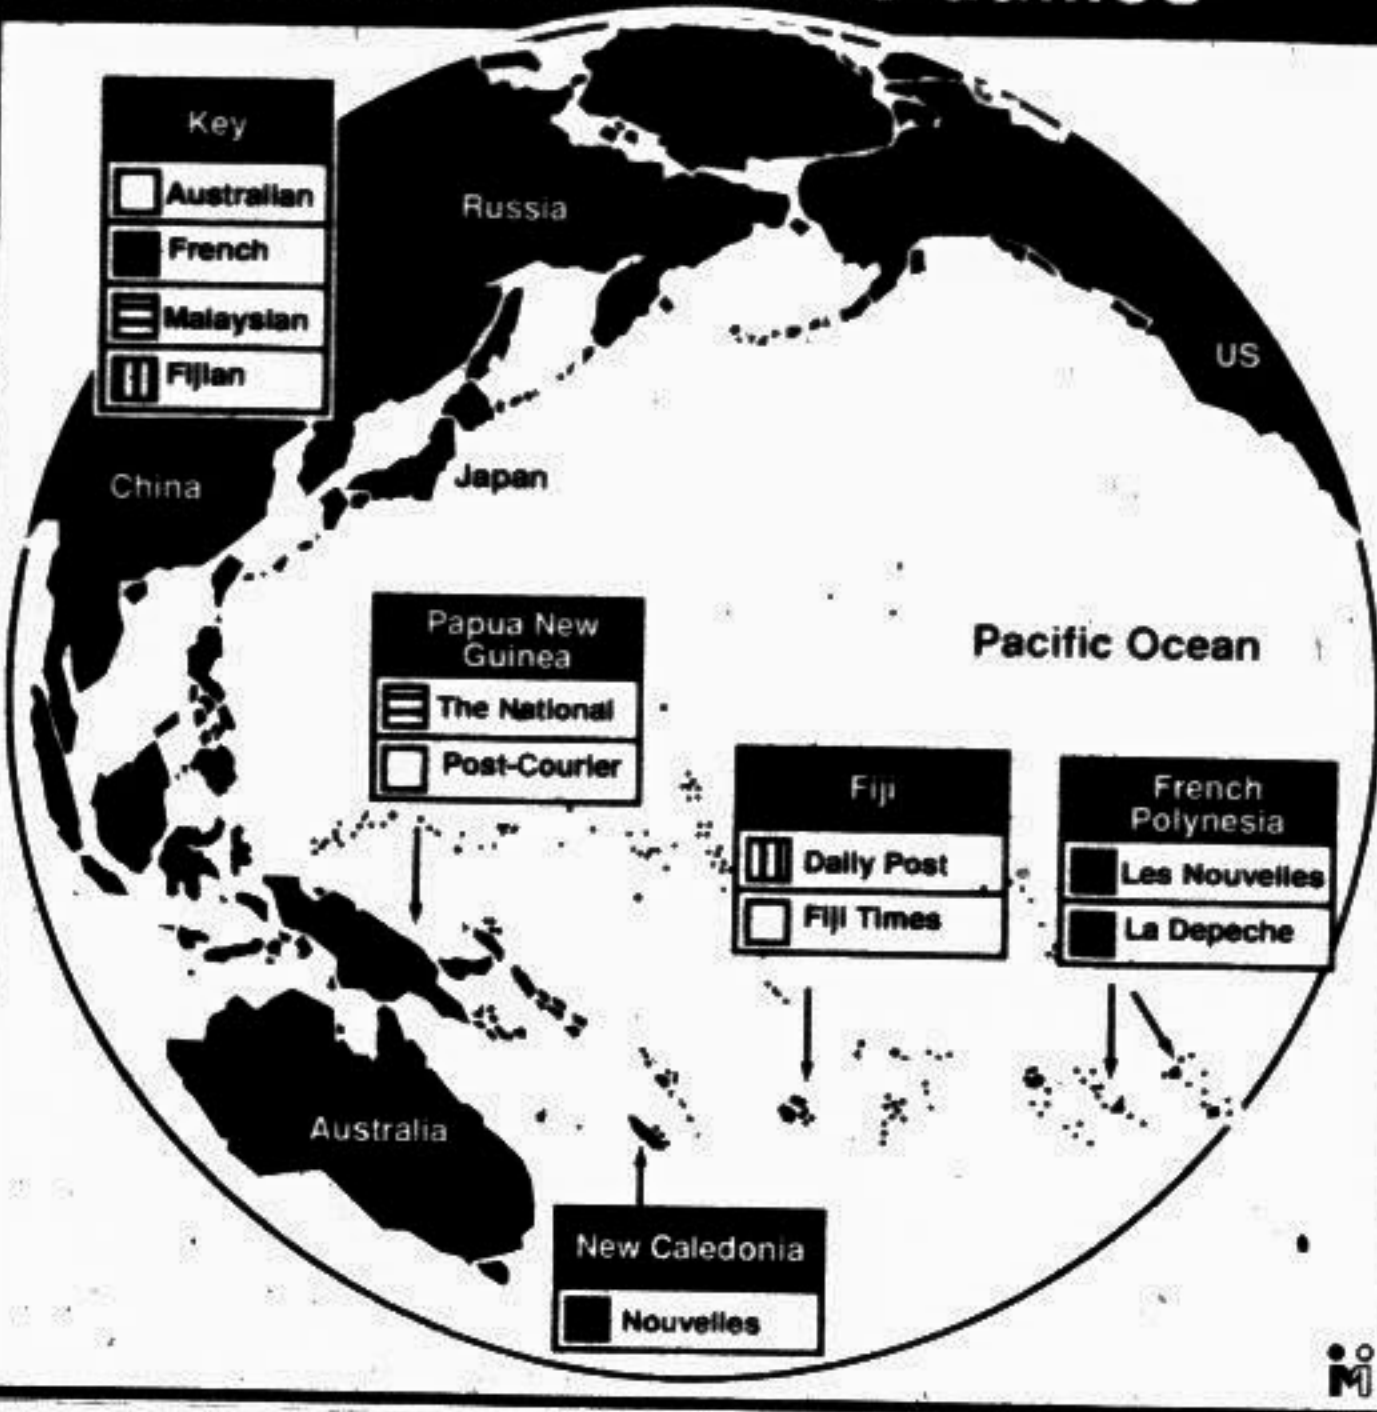 Key
Australian
French
Malaysian
Fijian
Russia
US
China
Japan
Pacific Ocean
Papua New
Guinea
The National
Post-Courier
Fiji
Daily Post
Fiji Times
French
Polynesia
Les Nouvelles
La Depeche
Australia
New Caledonia
Nouvelles